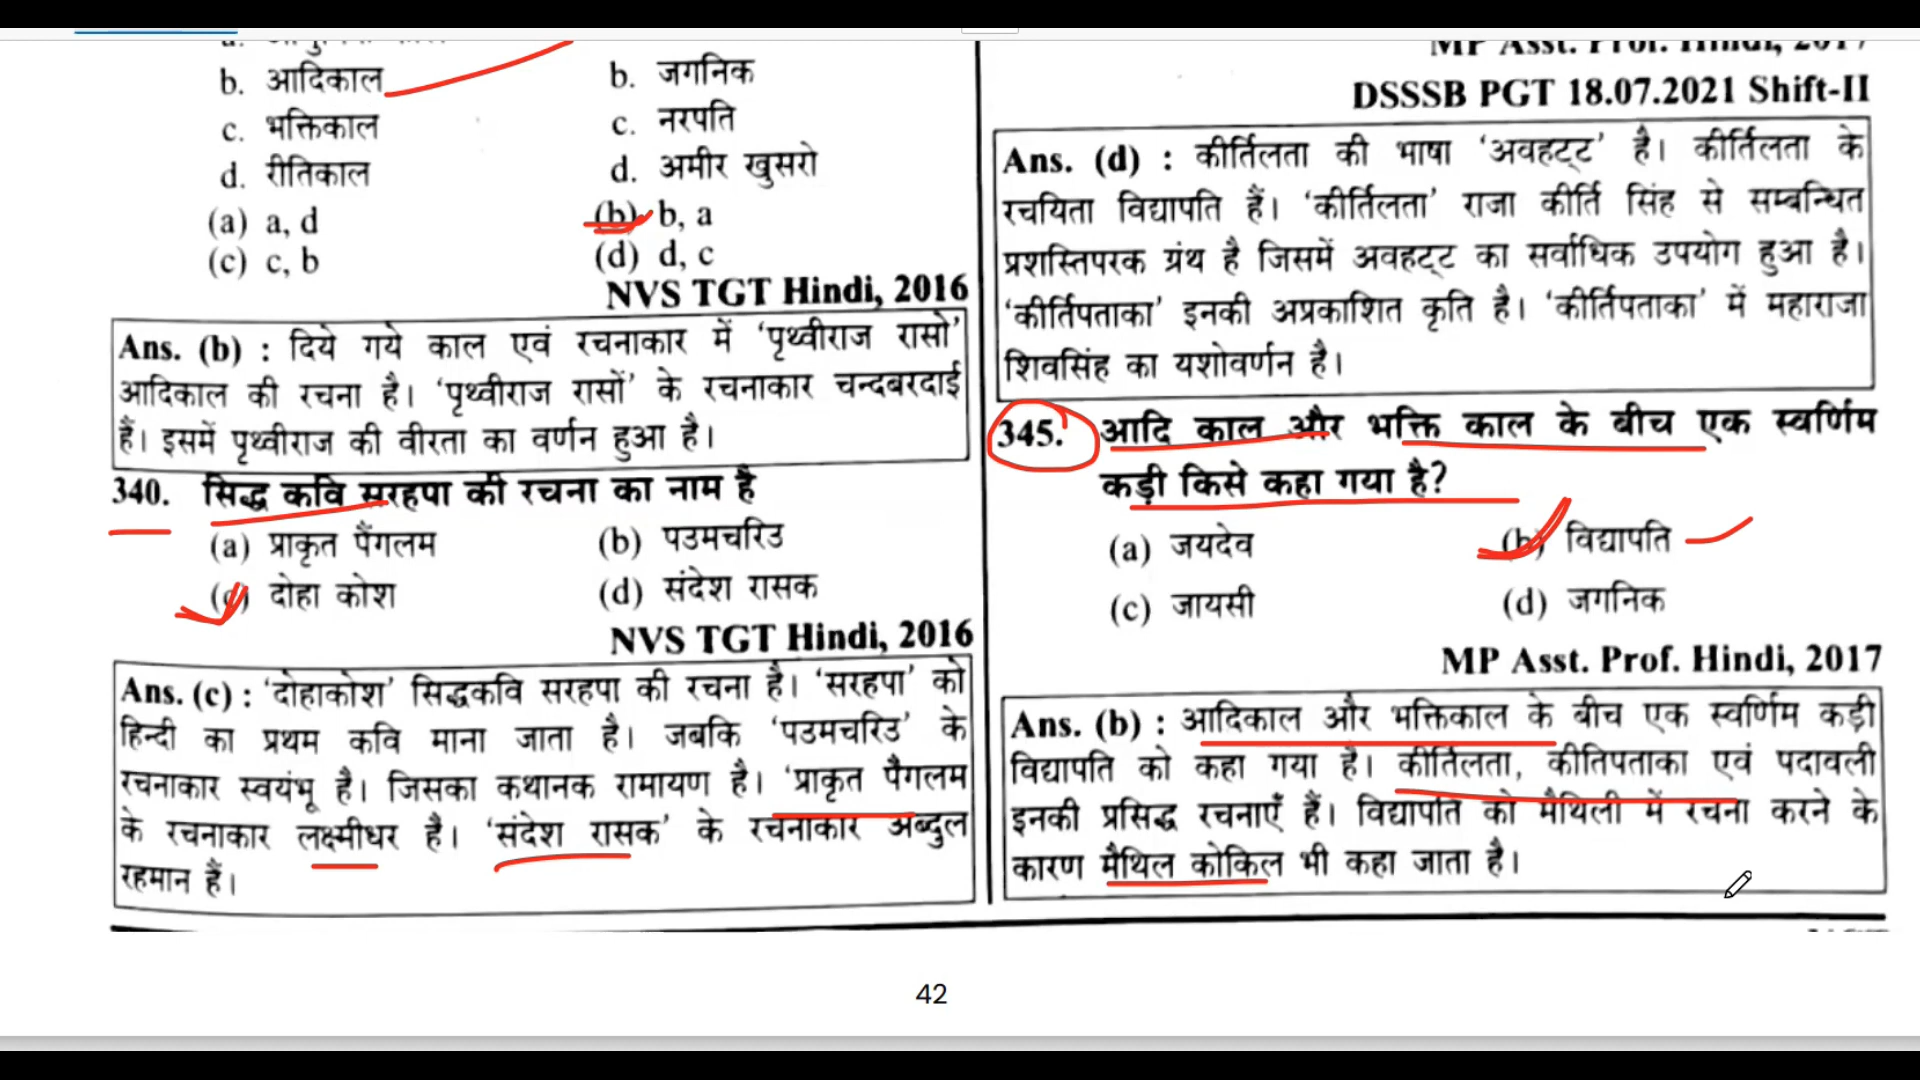 b. आदिकाल
b. जगनिक
c. भक्तिकाल
c. नरपति
d. रीतिकाल
d. अमीर खुसरो
(a) a, d
(b) b, a
(c) c, b
(d) d, c
NVS TGT Hindi, 2016
Ans. (b) : दिये गये काल एवं रचनाकार में ‘पृथ्वीराज रासो’
आदिकाल की रचना है। ‘पृथ्वीराज रासों’ के रचनाकार चन्दबरदाई
हैं। इसमें पृथ्वीराज की वीरता का वर्णन हुआ है।
340. सिद्ध कवि सरहपा की रचना का नाम है
(a) प्राकृत पैंगलम
(b) पउमचरिउ
(c) दोहा कोश
(d) संदेश रासक
NVS TGT Hindi, 2016
Ans. (c) : ‘दोहाकोश’ सिद्धकवि सरहपा की रचना है। ‘सरहपा’ को
हिन्दी का प्रथम कवि माना जाता है। जबकि ‘पउमचरिउ’ के
रचनाकार स्वयंभू है। जिसका कथानक रामायण है। ‘प्राकृत पैगलम
के रचनाकार लक्ष्मीधर है। ‘संदेश रासक’ के रचनाकार अब्दुल
रहमान हैं।
MP Asst. Prof. Hindi, 2017
DSSSB PGT 18.07.2021 Shift-II
Ans. (d) : कीर्तिलता की भाषा ‘अवहट्ट’ है। कीर्तिलता के
रचयिता विद्यापति हैं। ‘कीर्तिलता’ राजा कीर्ति सिंह से सम्बन्धित
प्रशस्तिपरक ग्रंथ है जिसमें अवहट्ट का सर्वाधिक उपयोग हुआ है।
‘कीर्तिपताका’ इनकी अप्रकाशित कृति है। ‘कीर्तिपताका’ में महाराजा
शिवसिंह का यशोवर्णन है।
345. आदि काल और भक्ति काल के बीच एक स्वर्णिम
कड़ी किसे कहा गया है?
(a) जयदेव
(b) विद्यापति
(c) जायसी
(d) जगनिक
MP Asst. Prof. Hindi, 2017
Ans. (b) : आदिकाल और भक्तिकाल के बीच एक स्वर्णिम कड़ी
विद्यापति को कहा गया है। कीर्तिलता, कीतिपताका एवं पदावली
इनकी प्रसिद्ध रचनाएँ हैं। विद्यापति को मैथिली में रचना करने के
कारण मैथिल कोकिल भी कहा जाता है।
42